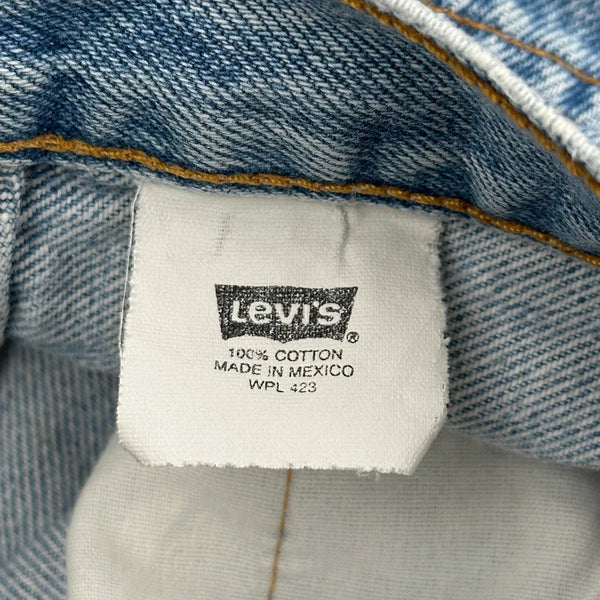 Levi's®
100% COTTON
MADE IN MEXICO
WPL 423